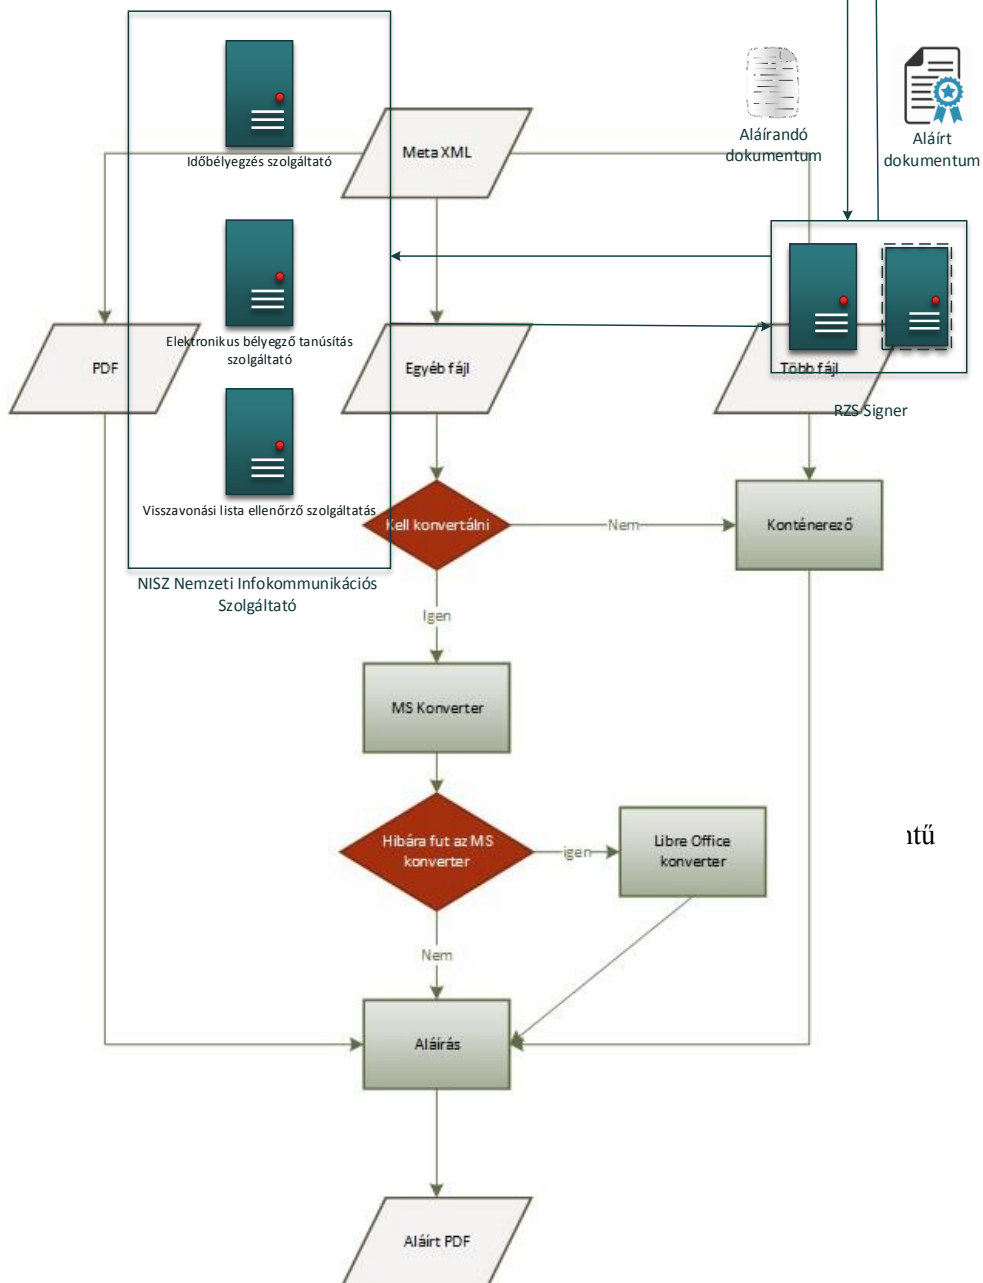 Aláírandó
dokumentum
Aláírt
dokumentum
Időbélyegzés szolgáltató
Meta XML
Elektronikus bélyegző tanúsítás
szolgáltató
PDF
Egyéb fájl
Több fájl
RZS Signer
Visszavonási lista ellenőrző szolgáltatás
Kell konvertálni
Nem
Konténerező
NISZ Nemzeti Infokommunikációs
Szolgáltató
Igen
MS Konverter
Hibára fut az MS
konverter
igen
Libre Office
konverter
Nem
Aláírás
Aláírt PDF